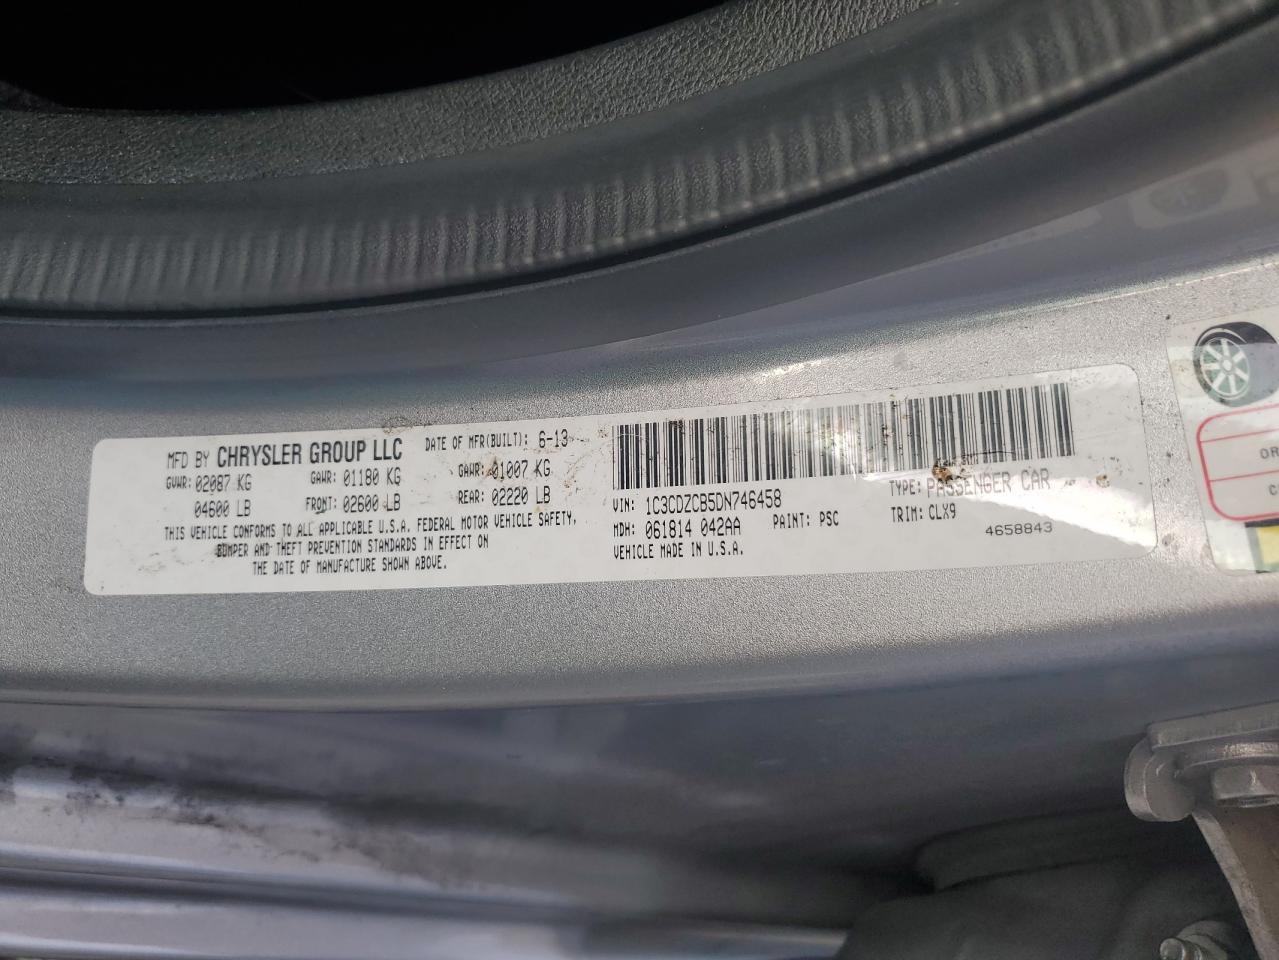 MFD BY CHRYSLER GROUP LLC DATE OF MFR(BUILT): 6-13
GVWR: 02087 KG GAWR: 01180 KG GAWR: 01007 KG
04600 LB FRONT: 02600 LB REAR: 02220 LB
THIS VEHICLE CONFORMS TO ALL APPLICABLE U.S.A. FEDERAL MOTOR VEHICLE SAFETY,
BUMPER AND THEFT PREVENTION STANDARDS IN EFFECT ON
THE DATE OF MANUFACTURE SHOWN ABOVE.
VIN: 1C3CDZCB5DN746458 TYPE: PASSENGER CAR
MDH: 061814 042AA PAINT: PSC TRIM: CLX9
VEHICLE MADE IN U.S.A. 4658843
OR
C